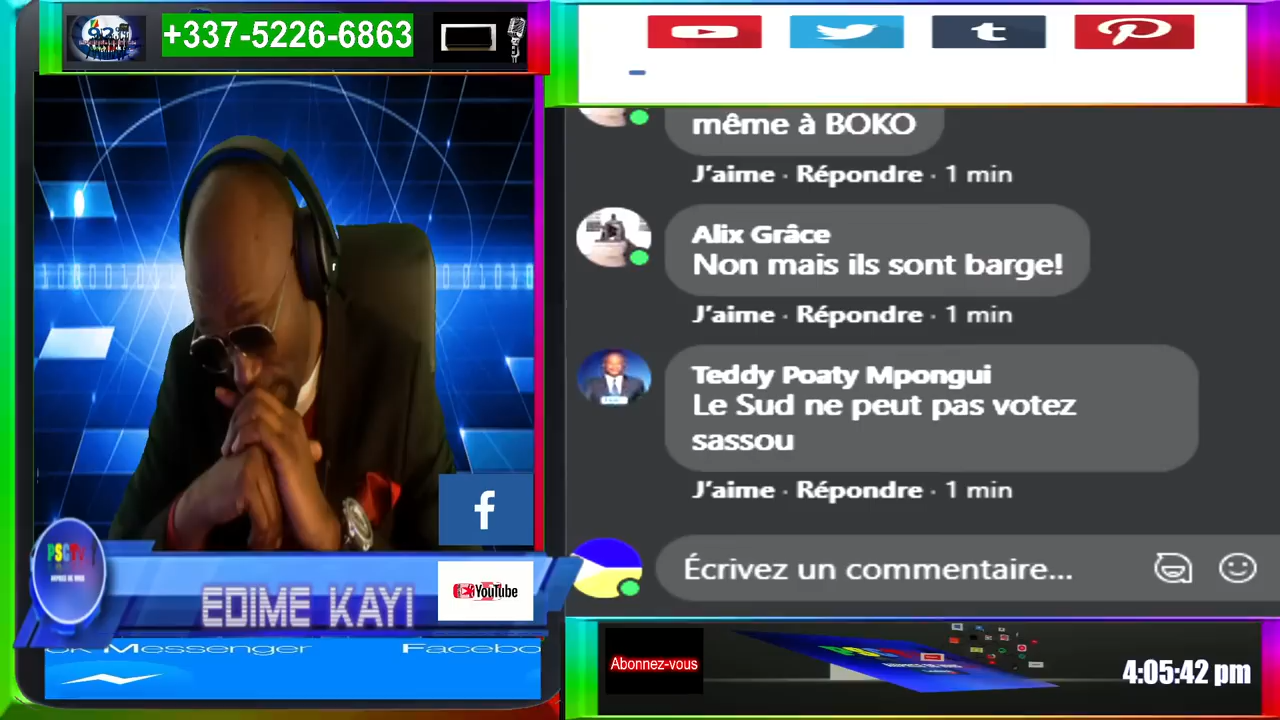 +337-5226-6863
même à BOKO
J'aime · Répondre · 1 min
Alix Grâce
Non mais ils sont barge!
J'aime · Répondre · 1 min
Teddy Poaty Mpongui
Le Sud ne peut pas votez
sassou
J'aime · Répondre · 1 min
Écrivez un commentaire...
EDIME KAYI
YouTube
Messenger
Facebo
Abonnez-vous
4:05:42 pm